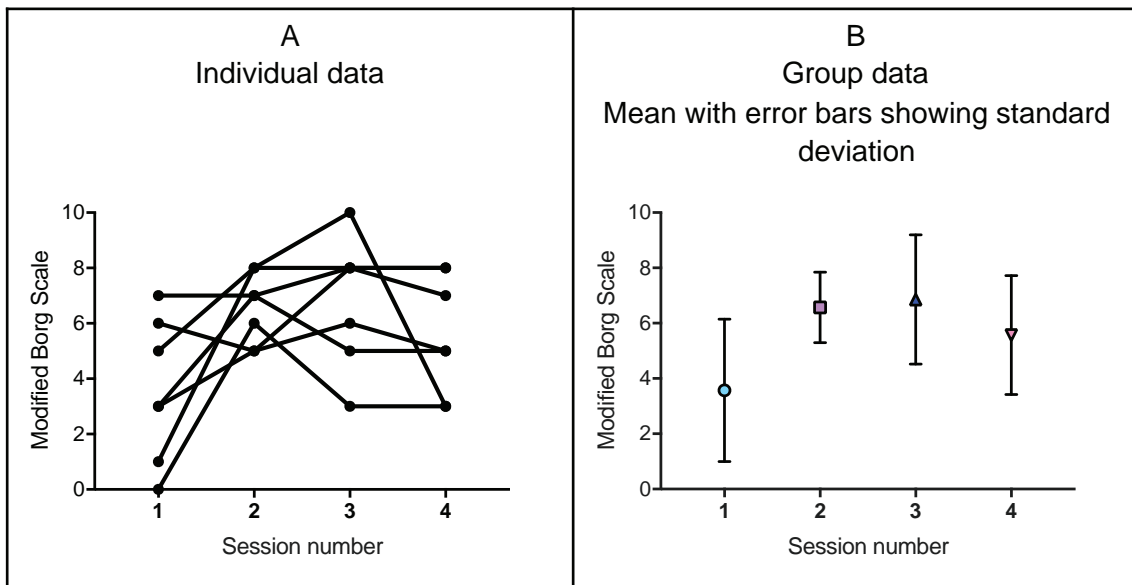 A
Individual data
10
8
6
4
2
0
Modified Borg Scale
1 2 3 4
Session number
B
Group data
Mean with error bars showing standard
deviation
10
8
6
4
2
0
Modified Borg Scale
1 2 3 4
Session number